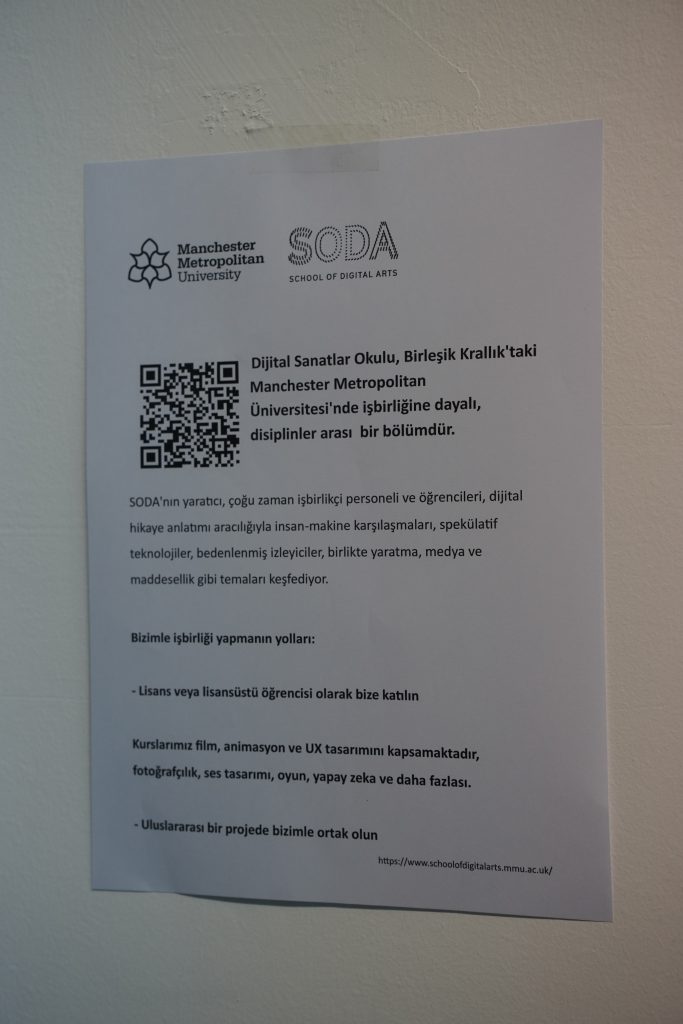 Manchester
Metropolitan
University
SODA
SCHOOL OF DIGITAL ARTS
Dijital Sanatlar Okulu, Birleşik Krallık'taki
Manchester Metropolitan
Üniversitesi'nde işbirliğine dayalı,
disiplinler arası bir bölümdür.
SODA'nın yaratıcı, çoğu zaman işbirlikçi personeli ve öğrencileri, dijital
hikaye anlatımı aracılığıyla insan-makine karşılaşmaları, spekülatif
teknolojiler, bedenlenmiş izleyiciler, birlikte yaratma, medya ve
maddesellik gibi temaları keşfediyor.
Bizimle işbirliği yapmanın yolları:
- Lisans veya lisansüstü öğrencisi olarak bize katılın
Kurslarımız film, animasyon ve UX tasarımını kapsamaktadır,
fotoğrafçılık, ses tasarımı, oyun, yapay zeka ve daha fazlası.
- Uluslararası bir projede bizimle ortak olun
https://www.schoolofdigitalarts.mmu.ac.uk/